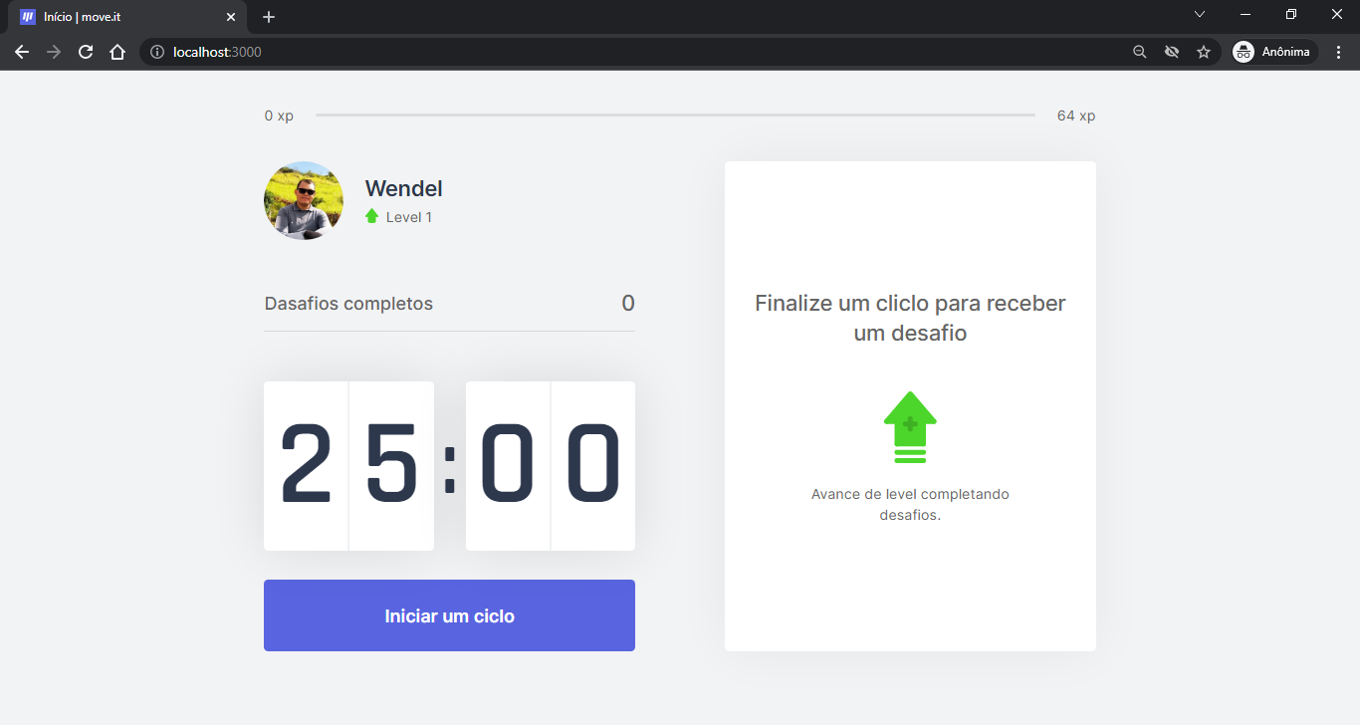 Início | move.it
localhost:3000
Anônima
0 xp
64 xp
Wendel
Level 1
Dasafios completos
0
25:00
Iniciar um ciclo
Finalize um cliclo para receber
um desafio
Avance de level completando
desafios.